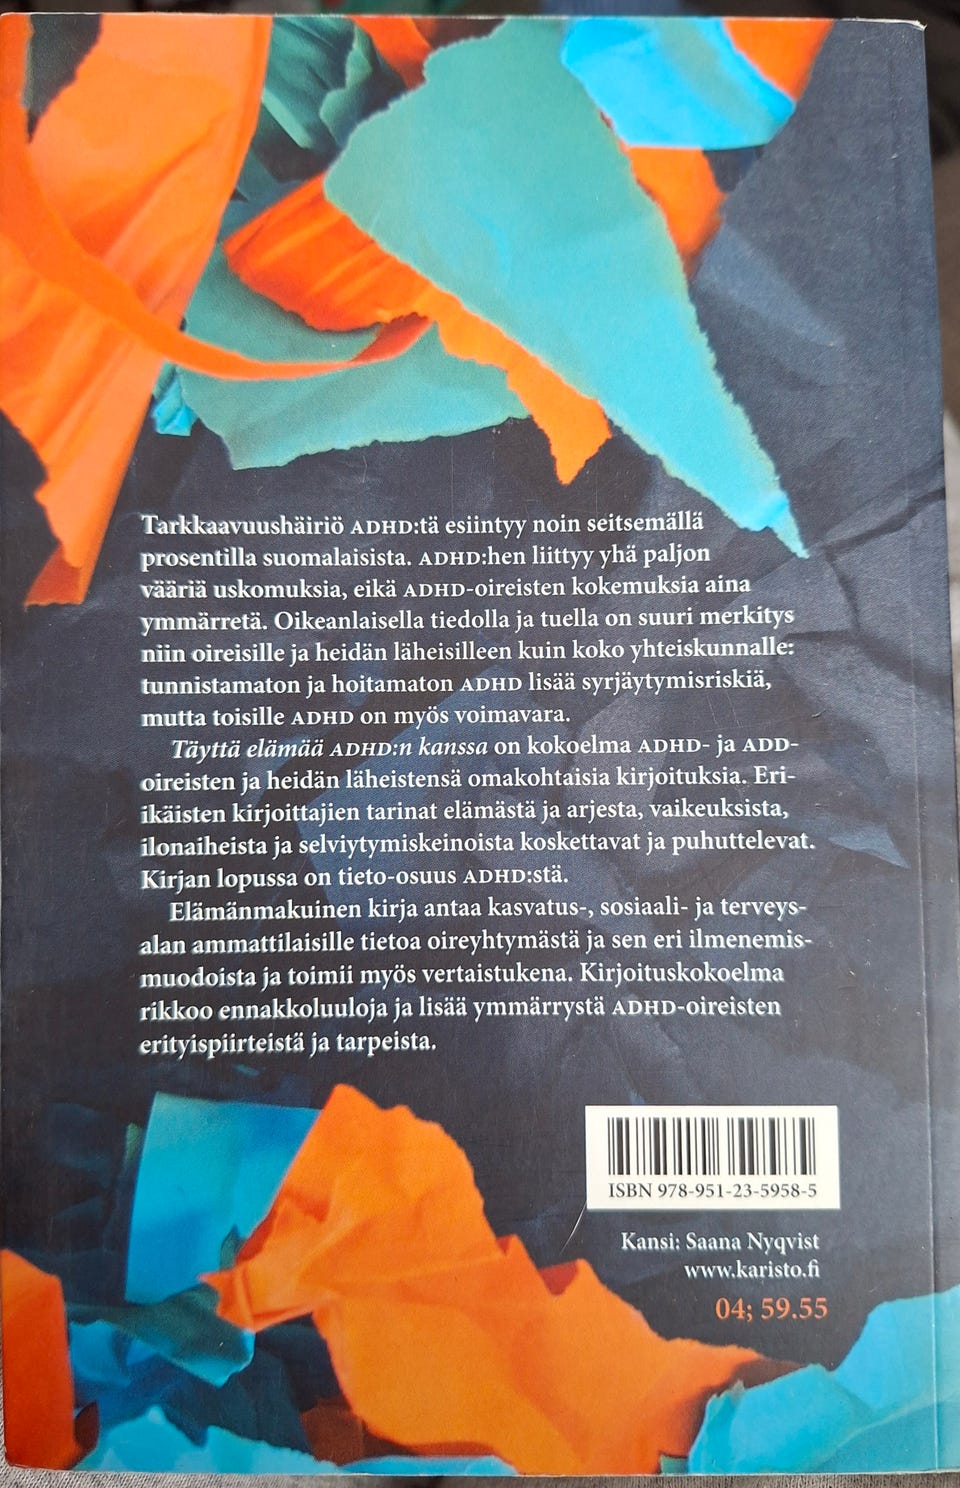 Tarkkaavuushäiriö ADHD:tä esiintyy noin seitsemällä
prosentilla suomalaisista. ADHD:hen liittyy yhä paljon
vääriä uskomuksia, eikä ADHD-oireisten kokemuksia aina
ymmärretä. Oikeanlaisella tiedolla ja tuella on suuri merkitys
niin oireisille ja heidän läheisilleen kuin koko yhteiskunnalle:
tunnistamaton ja hoitamaton ADHD lisää syrjäytymisriskiä,
mutta toisille ADHD on myös voimavara.
Täyttä elämää ADHD:n kanssa on kokoelma ADHD- ja ADD-
oireisten ja heidän läheistensä omakohtaisia kirjoituksia. Eri-
ikäisten kirjoittajien tarinat elämästä ja arjesta, vaikeuksista,
ilonaiheista ja selviytymiskeinoista koskettavat ja puhuttelevat.
Kirjan lopussa on tieto-osuus ADHD:stä.
Elämänmakuinen kirja antaa kasvatus-, sosiaali- ja terveys-
alan ammattilaisille tietoa oireyhtymästä ja sen eri ilmenemis-
muodoista ja toimii myös vertaistukena. Kirjoituskokoelma
rikkoo ennakkoluuloja ja lisää ymmärrystä ADHD-oireisten
erityispiirteistä ja tarpeista.
ISBN 978-951-23-5958-5
Kansi: Saana Nyqvist
www.karisto.fi
04; 59.55